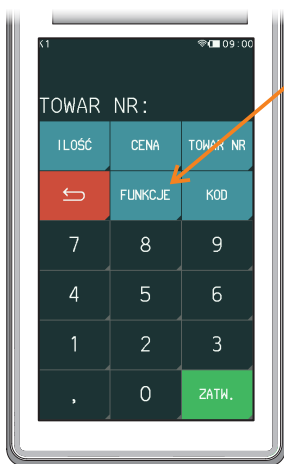 <1 09:00
TOWAR NR:
ILOŚĆ CENA TOWAR NR
FUNKCJE KOD
7 8 9
4 5 6
1 2 3
, 0 ZATW.